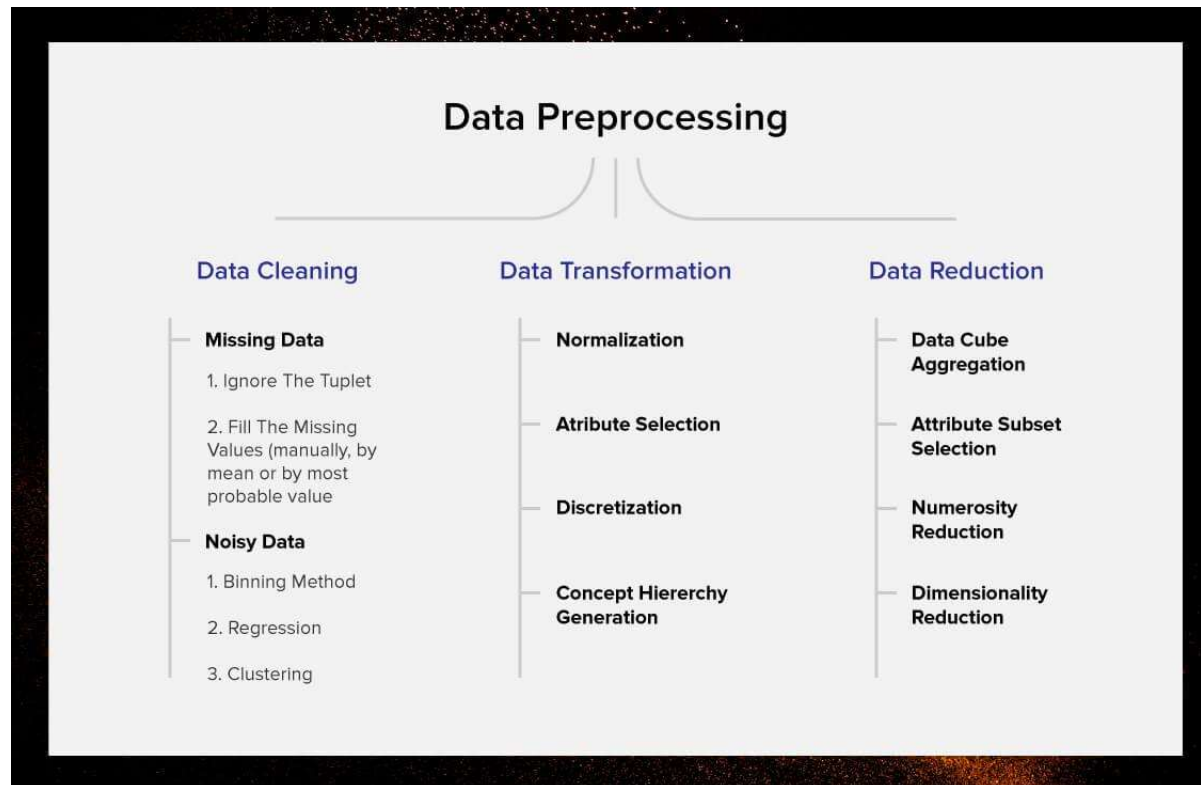 Data Preprocessing
Data Cleaning
Missing Data
1. Ignore The Tuplet
2. Fill The Missing
Values (manually, by
mean or by most
probable value
Noisy Data
1. Binning Method
2. Regression
3. Clustering
Data Transformation
Normalization
Atribute Selection
Discretization
Concept Hiererchy
Generation
Data Reduction
Data Cube
Aggregation
Attribute Subset
Selection
Numerosity
Reduction
Dimensionality
Reduction